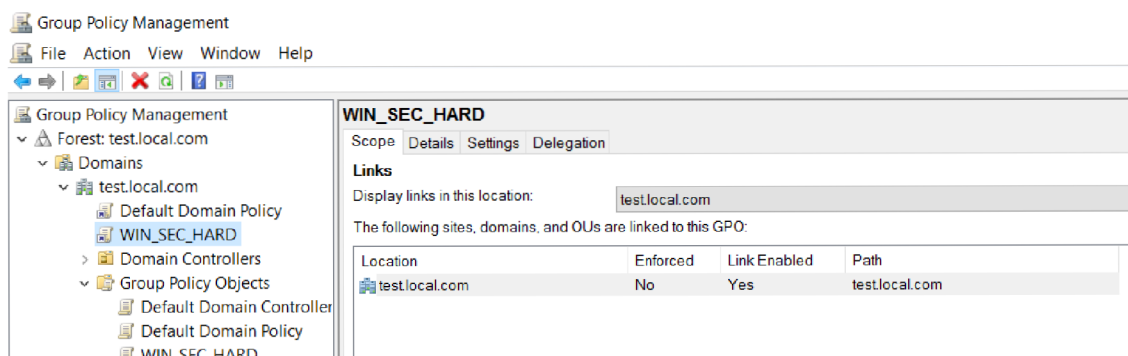 Group Policy Management
File Action View Window Help
Group Policy Management
Forest: test.local.com
Domains
test.local.com
Default Domain Policy
WIN_SEC_HARD
Domain Controllers
Group Policy Objects
Default Domain Controller
Default Domain Policy
WIN_SEC_HARD
WIN_SEC_HARD
Scope Details Settings Delegation
Links
Display links in this location: test.local.com
The following sites, domains, and OUs are linked to this GPO:
Location Enforced Link Enabled Path
test.local.com No Yes test.local.com